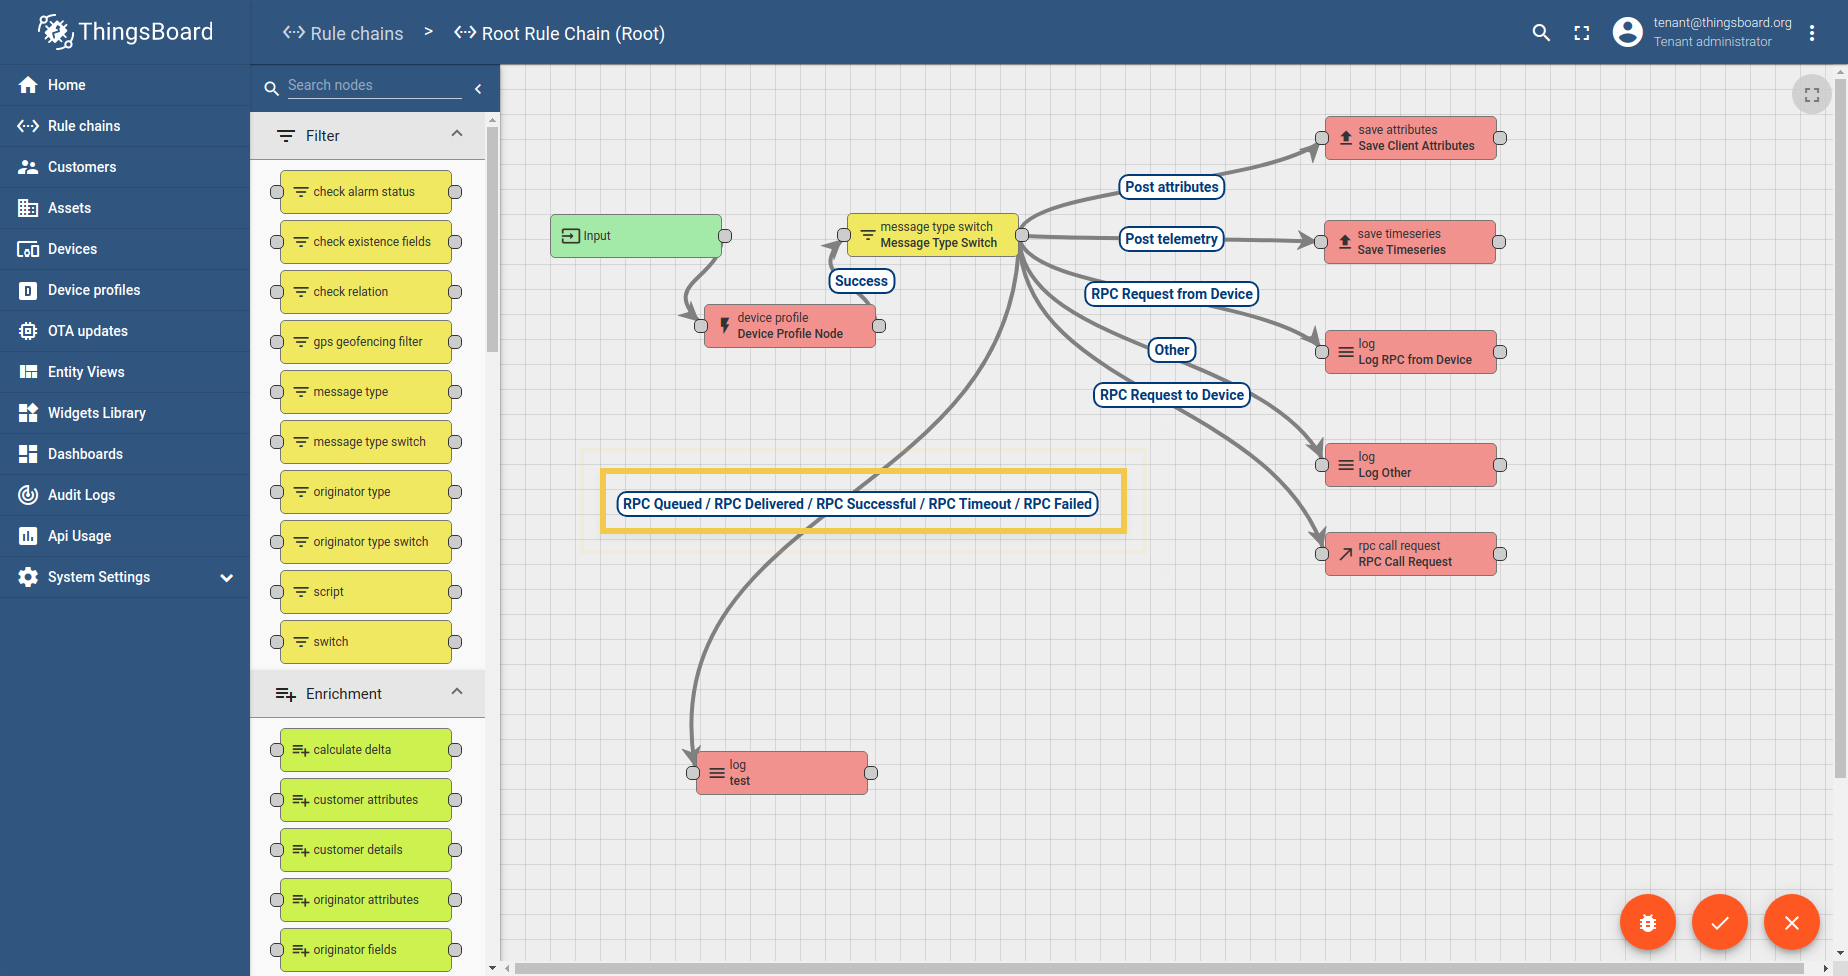 ThingsBoard
Rule chains > Root Rule Chain (Root)
tenant@thingsboard.org
Tenant administrator
Home
Rule chains
Customers
Assets
Devices
Device profiles
OTA updates
Entity Views
Widgets Library
Dashboards
Audit Logs
Api Usage
System Settings
Search nodes
Filter
check alarm status
check existence fields
check relation
gps geofencing filter
message type
message type switch
originator type
originator type switch
script
switch
Enrichment
calculate delta
customer attributes
customer details
originator attributes
originator fields
Input
device profile
Device Profile Node
Success
message type switch
Message Type Switch
Post attributes
Post telemetry
RPC Request from Device
Other
RPC Request to Device
RPC Queued / RPC Delivered / RPC Successful / RPC Timeout / RPC Failed
save attributes
Save Client Attributes
save timeseries
Save Timeseries
log
Log RPC from Device
log
Log Other
rpc call request
RPC Call Request
log
test